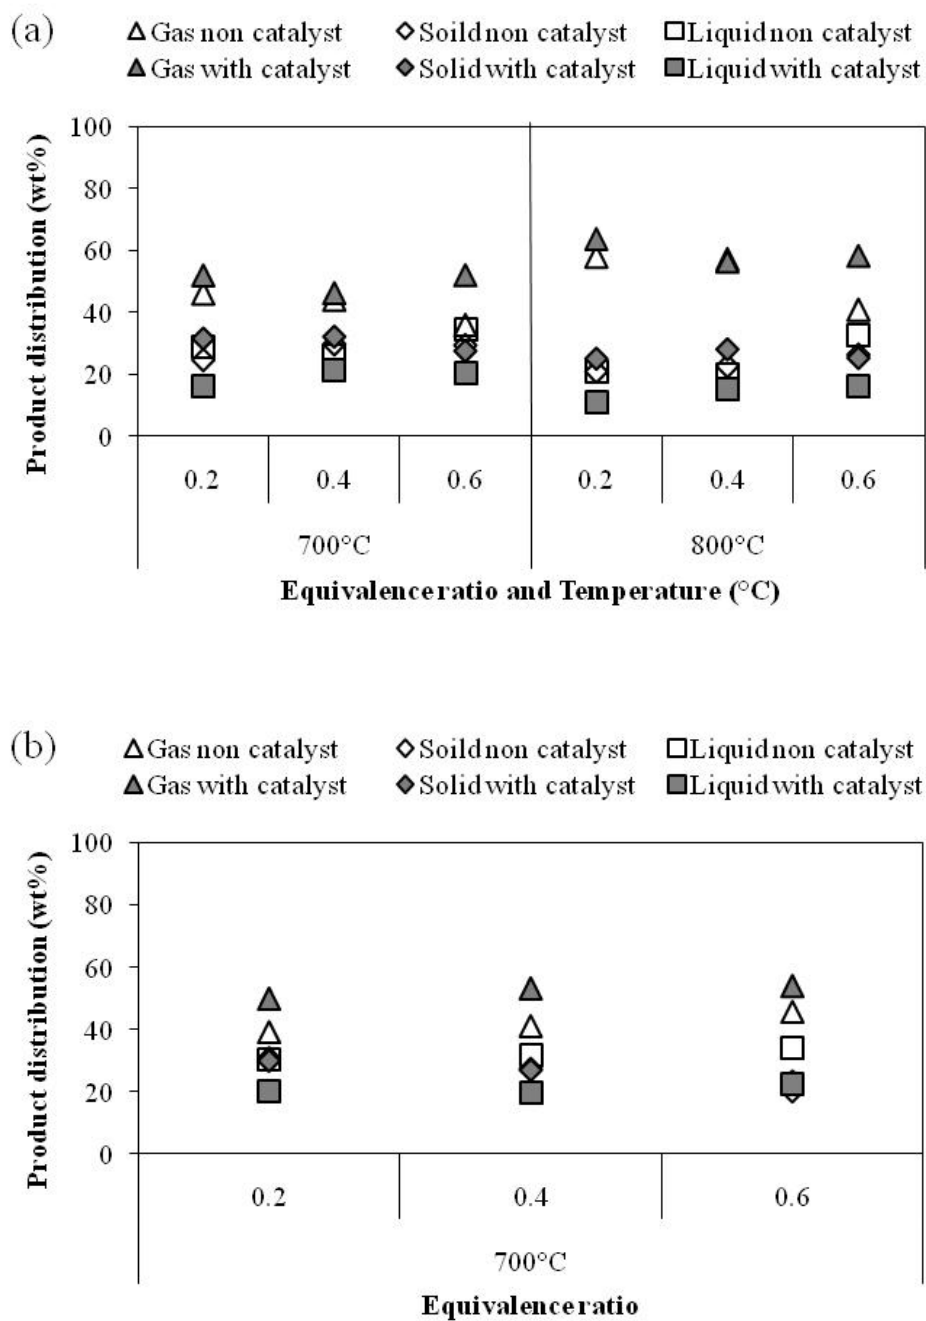 (a)
Gas non catalyst Soild non catalyst Liquid non catalyst
Gas with catalyst Solid with catalyst Liquid with catalyst
Product distribution (wt%)
100
80
60
40
20
0
0.2 0.4 0.6 0.2 0.4 0.6
700°C 800°C
Equivalence ratio and Temperature (°C)
(b)
Gas non catalyst Soild non catalyst Liquid non catalyst
Gas with catalyst Solid with catalyst Liquid with catalyst
Product distribution (wt%)
100
80
60
40
20
0
0.2 0.4 0.6
700°C
Equivalence ratio